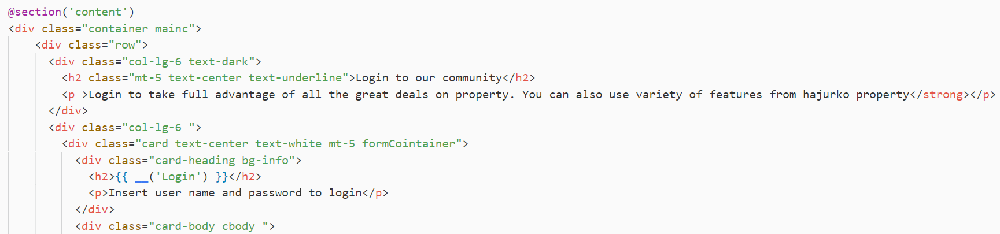 @section('content')
<div class="container mainc">
<div class="row">
<div class="col-lg-6 text-dark">
<h2 class="mt-5 text-center text-underline">Login to our community</h2>
<p >Login to take full advantage of all the great deals on property. You can also use variety of features from hajurko property</strong></p>
</div>
<div class="col-lg-6 ">
<div class="card text-center text-white mt-5 formCointainer">
<div class="card-heading bg-info">
<h2>{{ __('Login') }}</h2>
<p>Insert user name and password to login</p>
</div>
<div class="card-body cbody ">